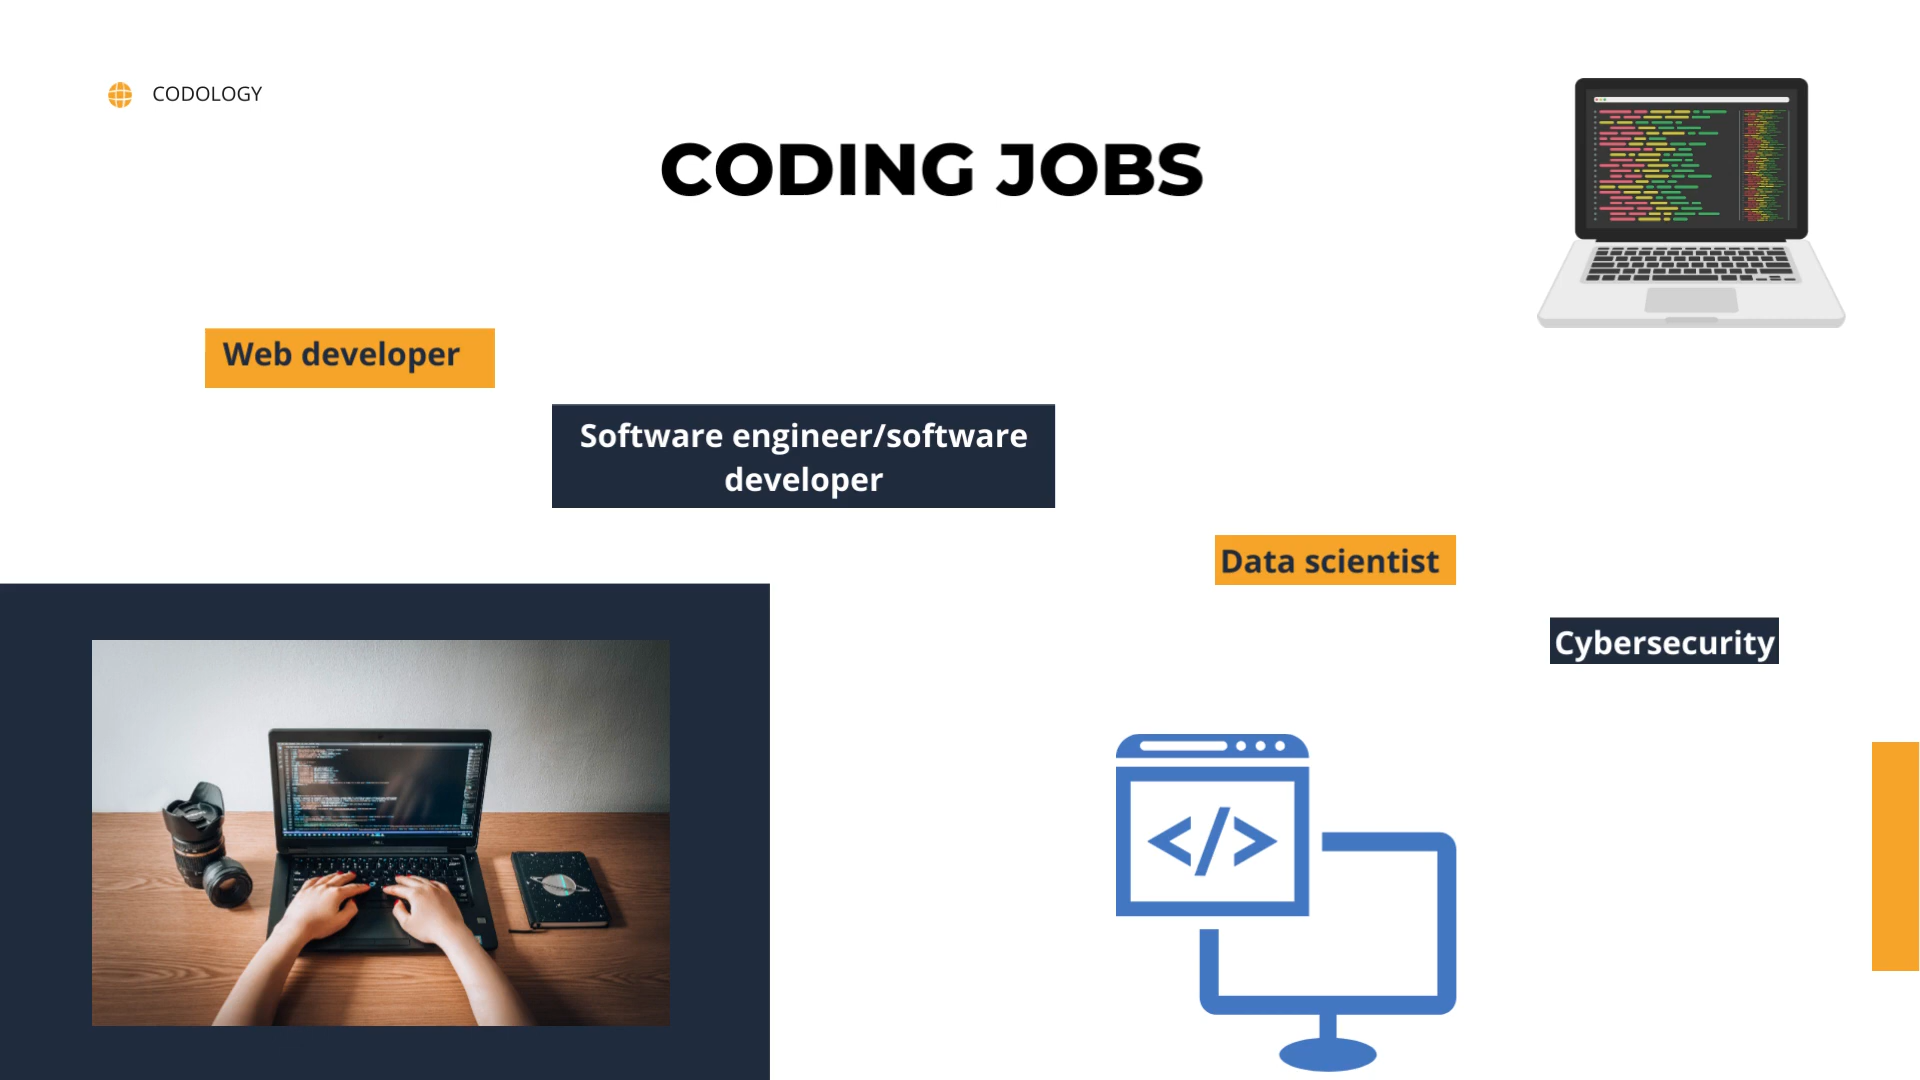 CODOLOGY
CODING JOBS
Web developer
Software engineer/software
developer
Data scientist
Cybersecurity
</>